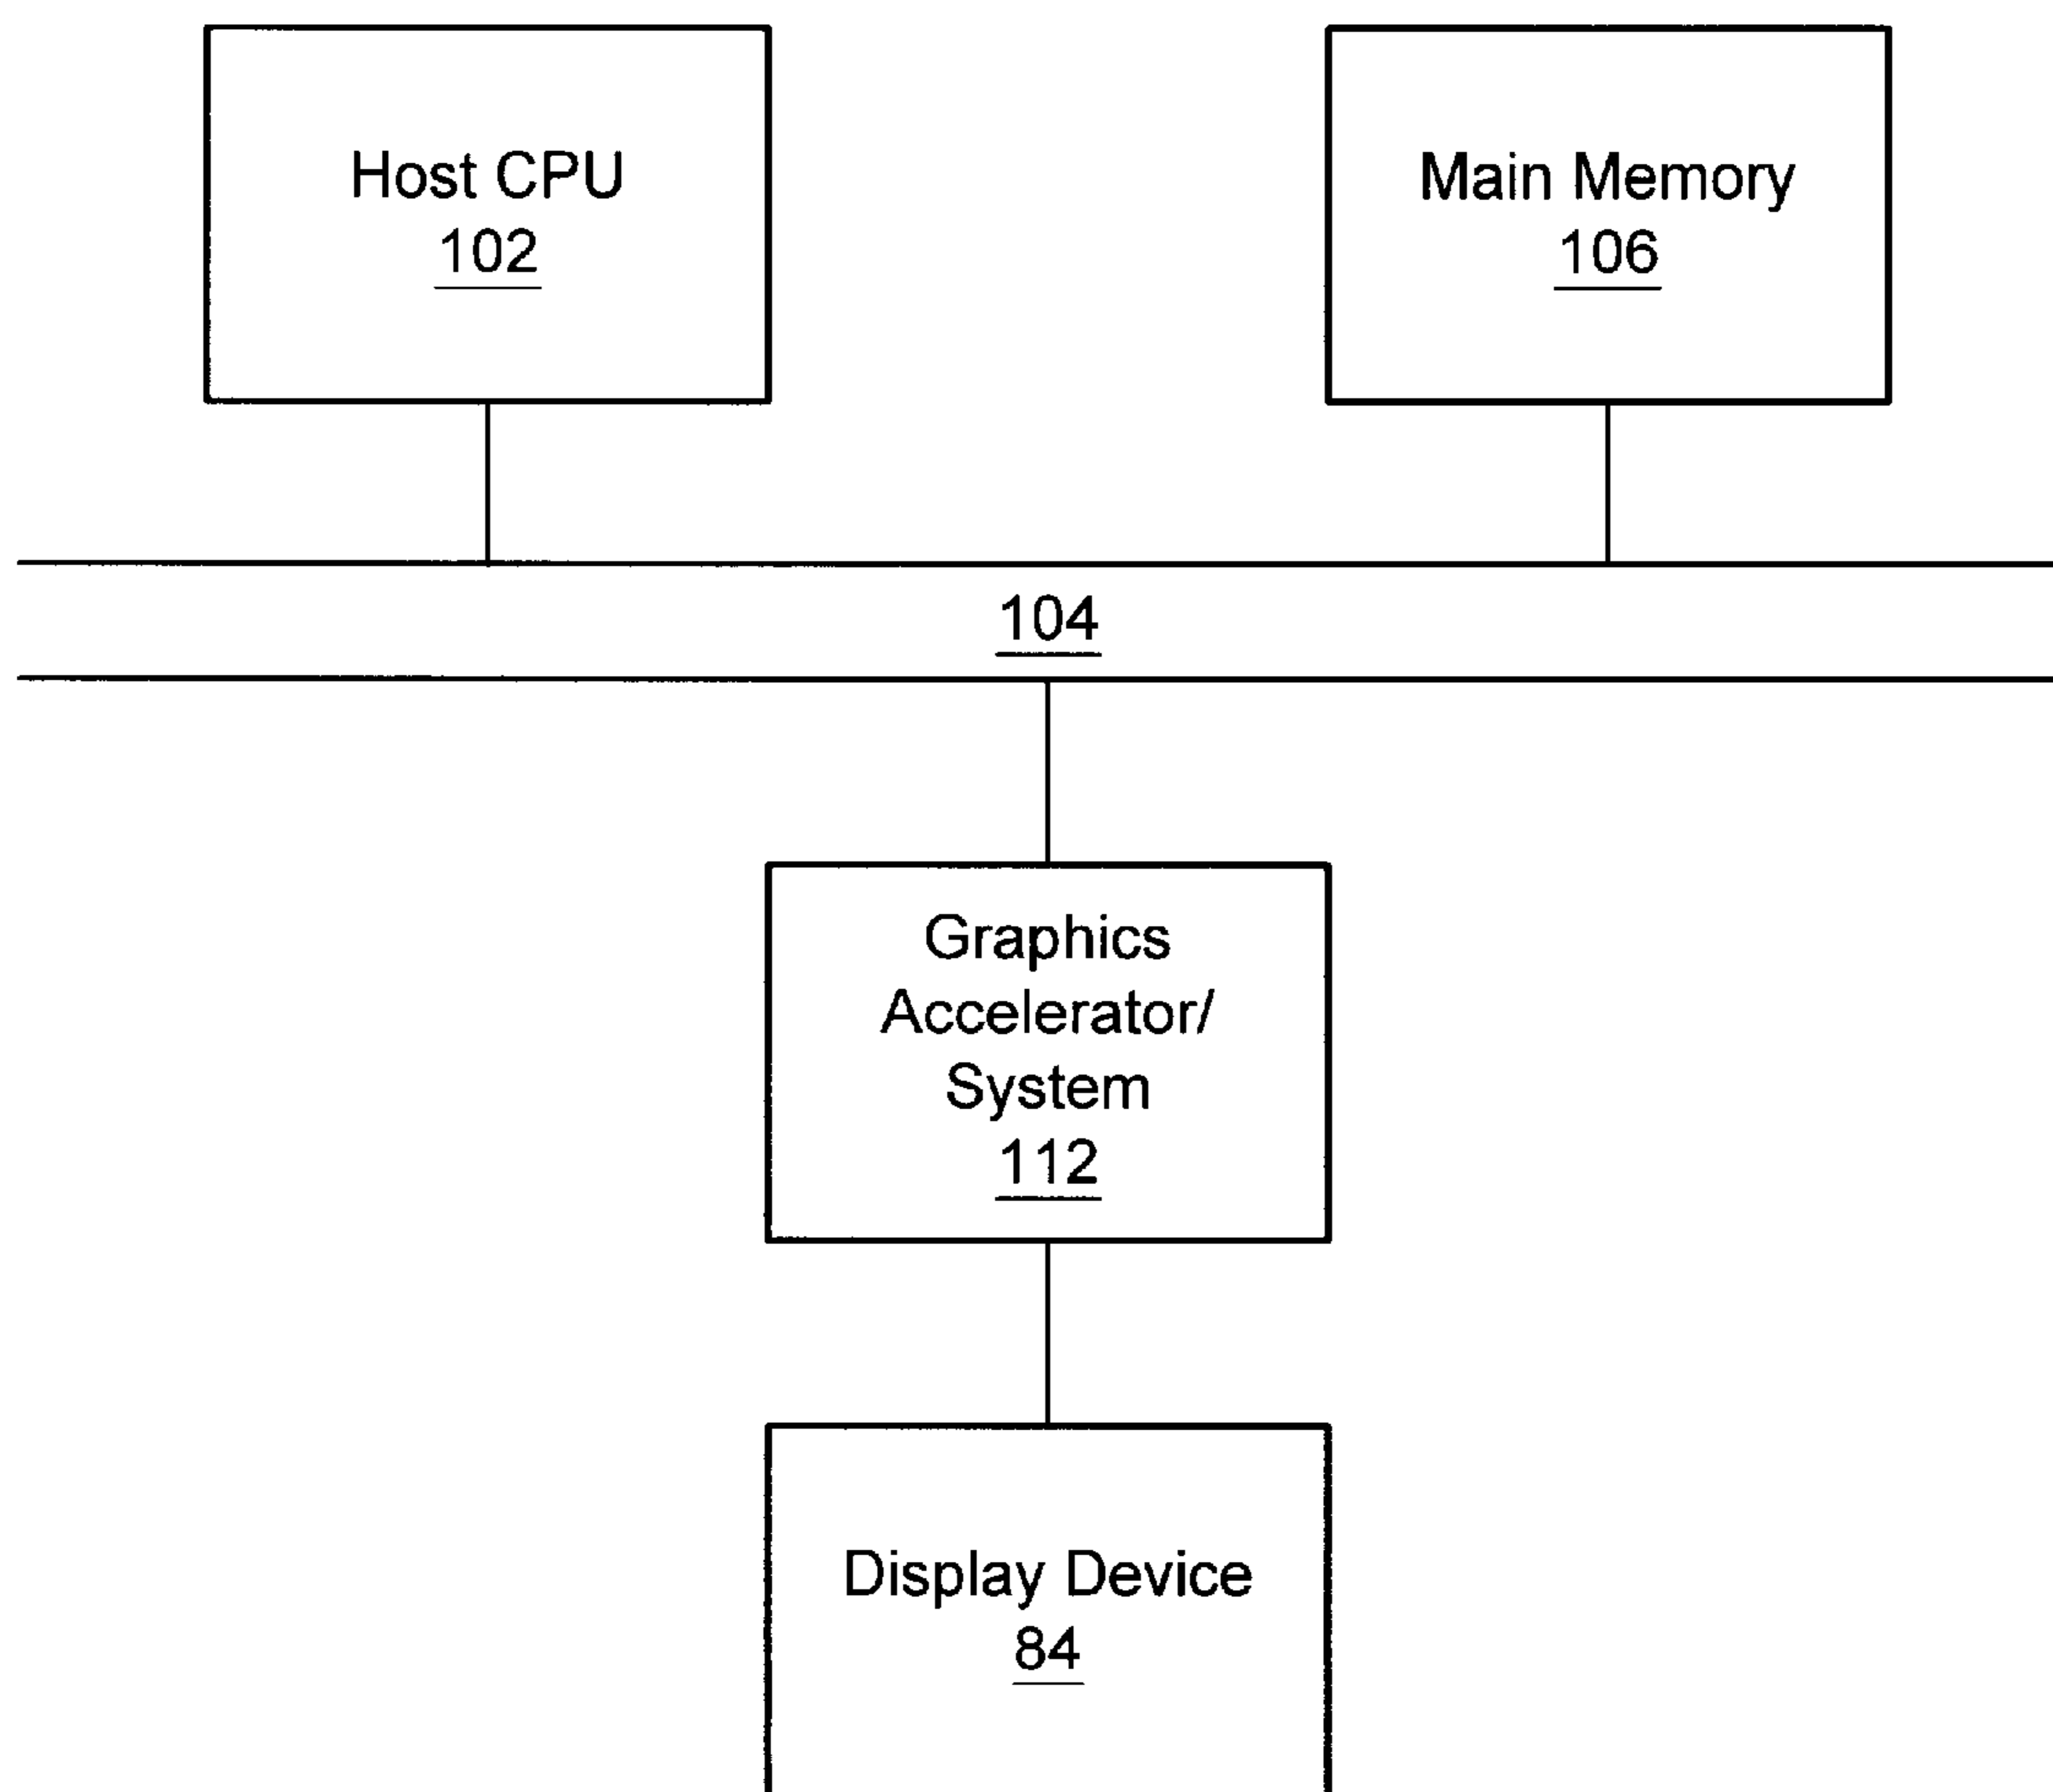 Host CPU
102
Main Memory
106
104
Graphics
Accelerator/
System
112
Display Device
84